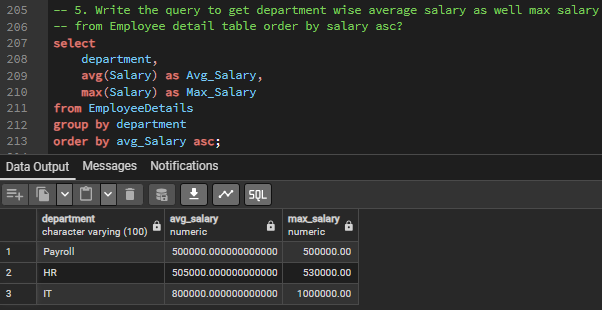 205 -- 5. Write the query to get department wise average salary as well max salary
206 -- from Employee detail table order by salary asc?
207 select
208 department,
209 avg(Salary) as Avg_Salary,
210 max(Salary) as Max_Salary
211 from EmployeeDetails
212 group by department
213 order by avg_Salary asc;
Data Output Messages Notifications
SQL
department avg_salary max_salary
character varying (100) numeric numeric
1 Payroll 500000.000000000000 500000.00
2 HR 505000.000000000000 530000.00
3 IT 800000.000000000000 1000000.00